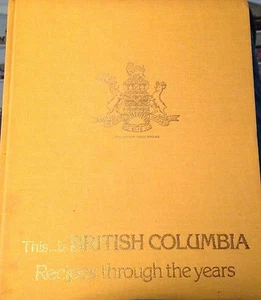 This...is BRITISH COLUMBIA
Recipes through the years